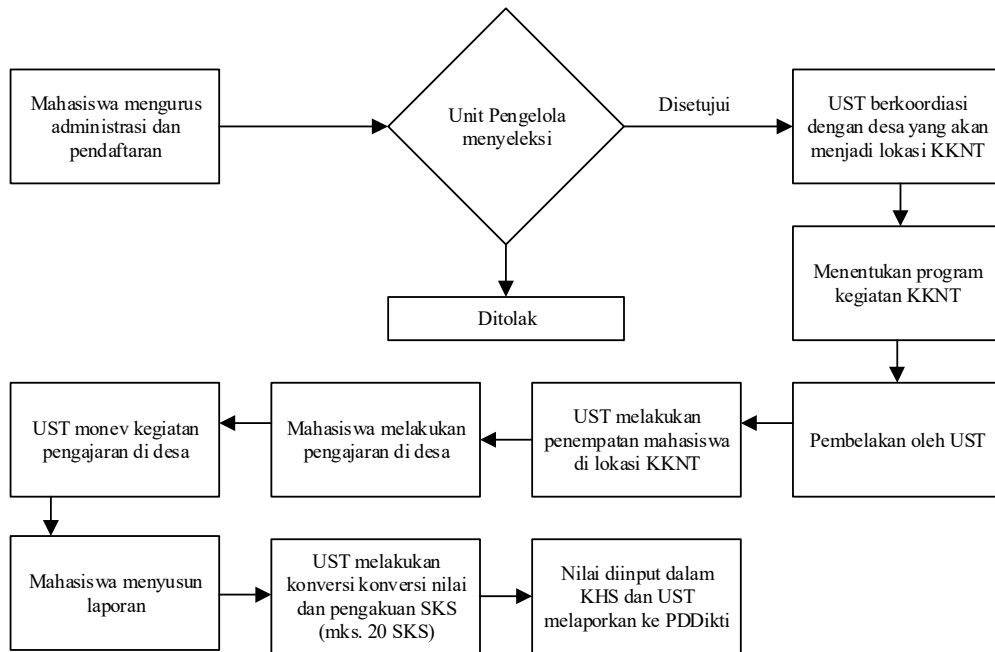 Mahasiswa mengurus
administrasi dan
pendaftaran
Unit Pengelola
menyeleksi
Disetujui
UST berkoordiasi
dengan desa yang akan
menjadi lokasi KKNT
Menentukan program
kegiatan KKNT
Ditolak
Pembelakan oleh UST
UST melakukan
penempatan mahasiswa
di lokasi KKNT
Mahasiswa melakukan
pengajaran di desa
UST monev kegiatan
pengajaran di desa
Mahasiswa menyusun
laporan
UST melakukan
konversi konversi nilai
dan pengakuan SKS
(mks. 20 SKS)
Nilai diinput dalam
KHS dan UST
melaporkan ke PDDikti